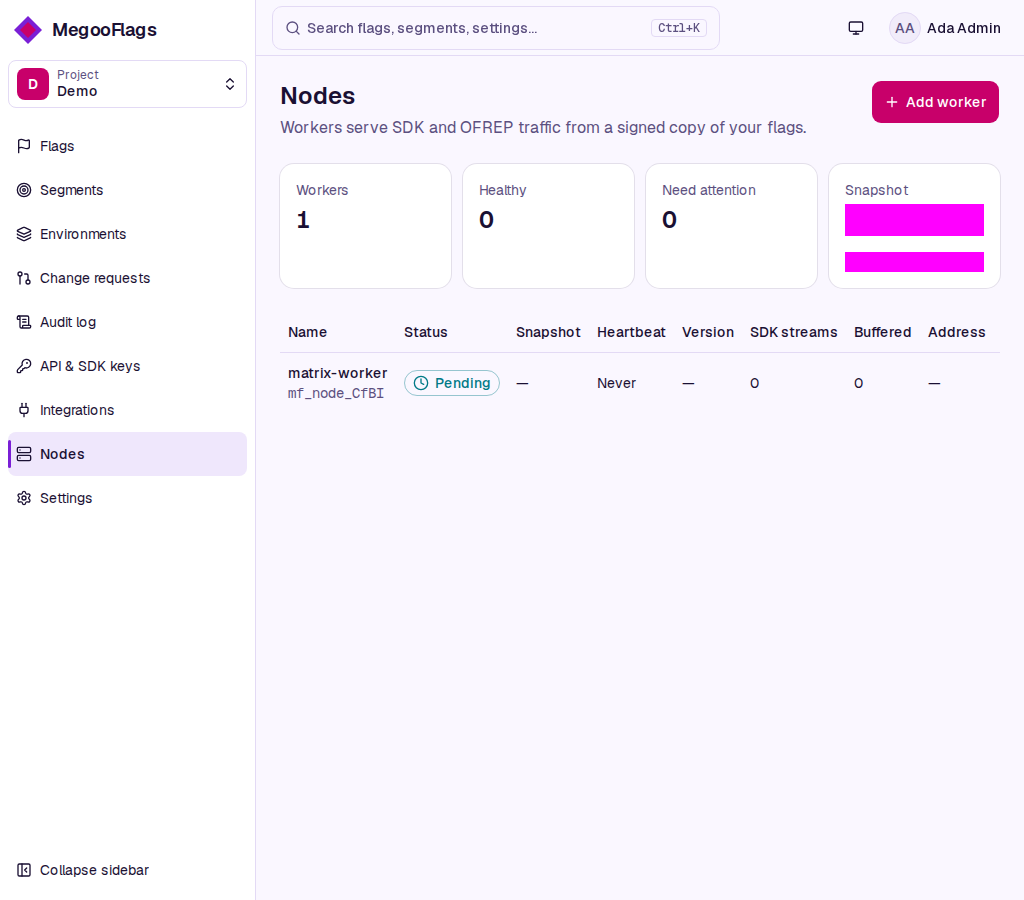 MegooFlags
Project
D
Demo
Flags
Segments
Environments
Change requests
Audit log
API & SDK keys
Integrations
Nodes
Settings
Collapse sidebar
Search flags, segments, settings...
Ctrl+K
AA
Ada Admin
Nodes
Workers serve SDK and OFREP traffic from a signed copy of your flags.
+ Add worker
Workers
1
Healthy
0
Need attention
0
Snapshot
Name Status Snapshot Heartbeat Version SDK streams Buffered Address
matrix-worker Pending — Never — 0 0 —
mf_node_CfBI